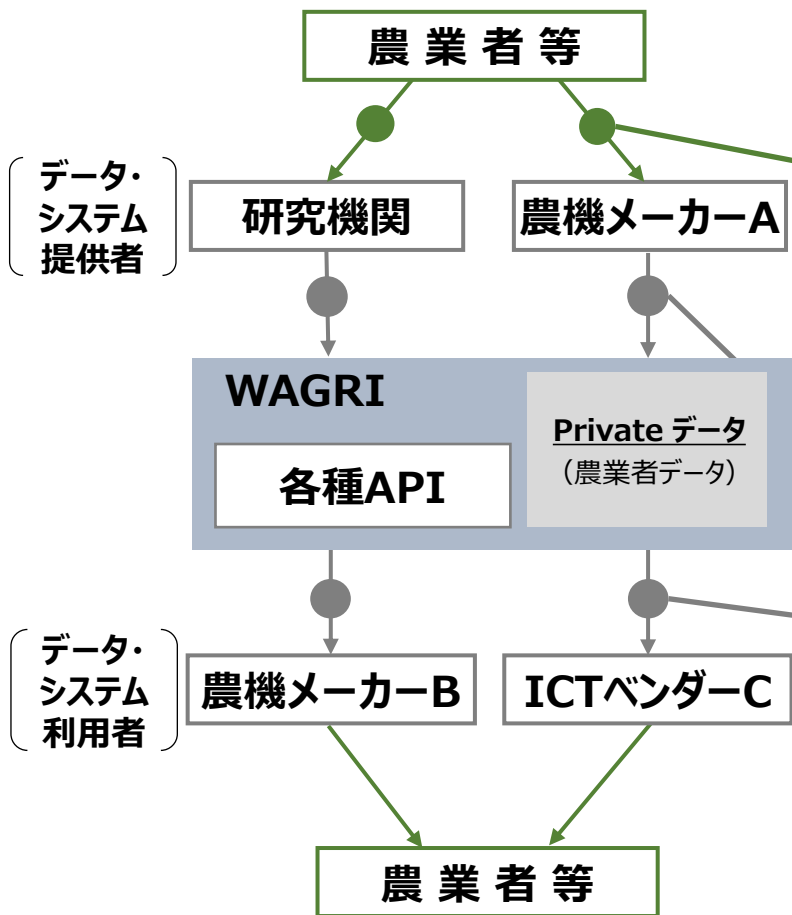 農 業 者 等
データ・
システム
提供者
研究機関
農機メーカーA
WAGRI
Private データ
（農業者データ）
各種API
データ・
システム
利用者
農機メーカーB
ICTベンダーC
農 業 者 等